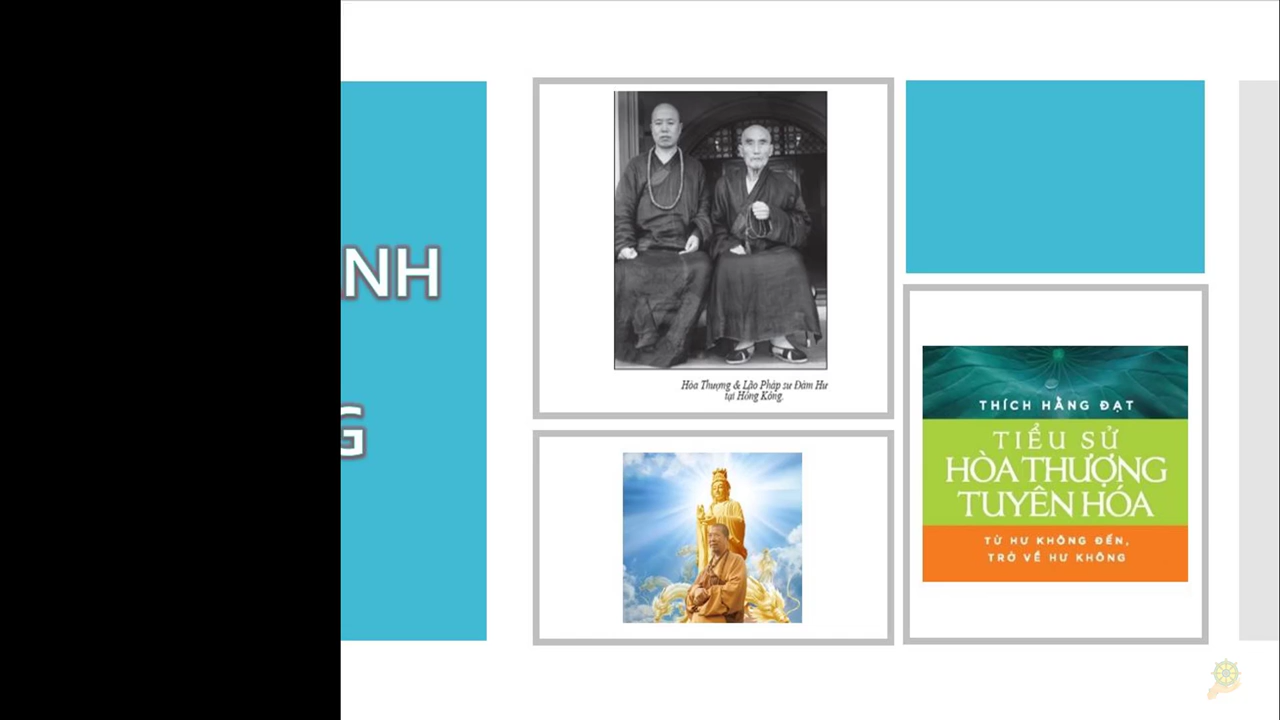 ANH
G
Hòa Thượng & Lão Pháp sư Đàm Hư
tại Hồng Kông.
THÍCH HẰNG ĐẠT
TIỂU SỬ
HÒA THƯỢNG
TUYÊN HÓA
TỪ HƯ KHÔNG ĐẾN,
TRỞ VỀ HƯ KHÔNG